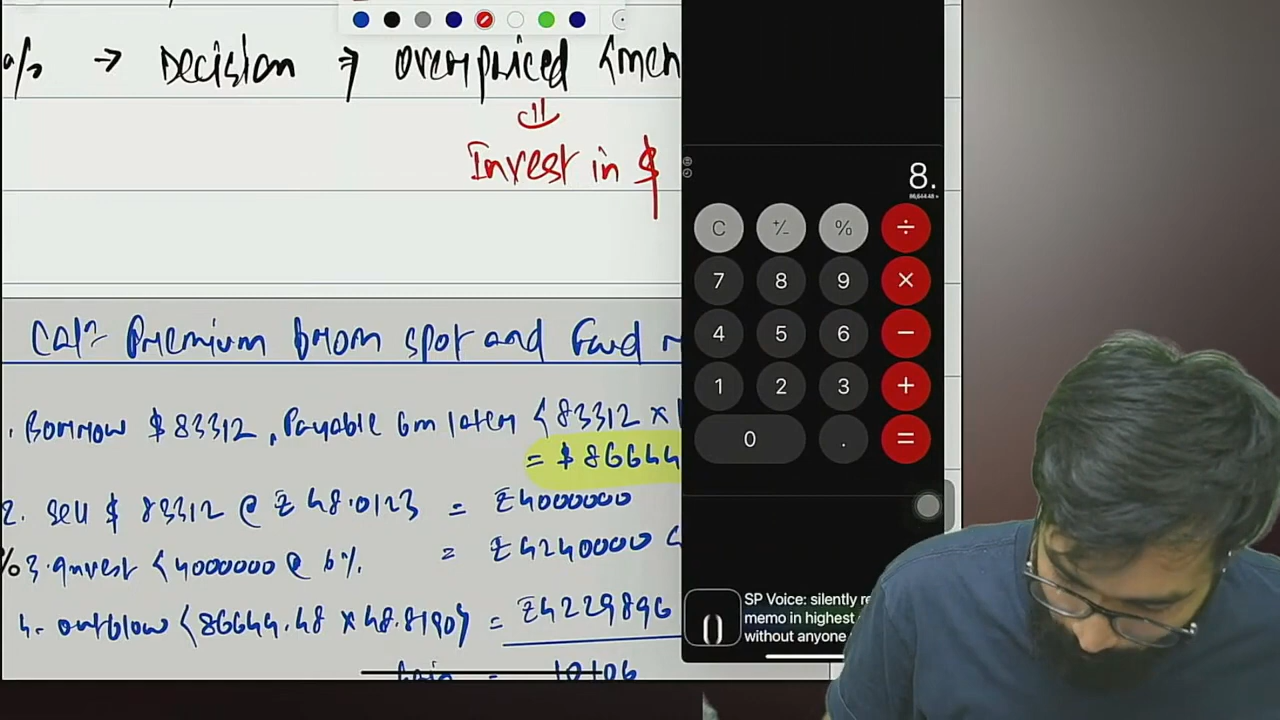 % → Decision ⇒ overpriced
Invest in $
8.
C +/- % ÷
7 8 9 ×
4 5 6 −
1 2 3 +
0 . =
Calⁿ Premium from spot and Fwd
1. Borrow $ 83312, Payable 6m later {83312 ×
= $ 86644
2. Sell $ 83312 @ ₹ 48.0123 = ₹4000000
% 3. Invest {4000000 @ 6% = ₹4240000
4. outflow {86644.48 × 48.8190} = ₹4229896
Gain = 10106
SP Voice: silently re
memo in highest
without anyone